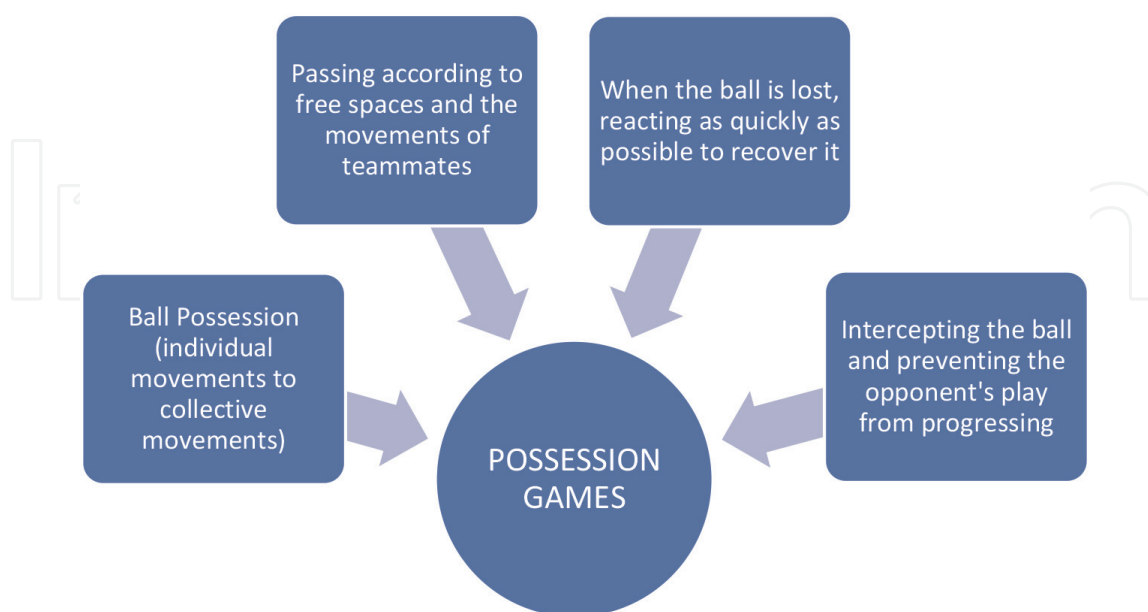 Passing according to
free spaces and the
movements of
teammates
When the ball is lost,
reacting as quickly as
possible to recover it
Ball Possession
(individual
movements to
collective
movements)
Intercepting the ball
and preventing the
opponent's play
from progressing
POSSESSION
GAMES